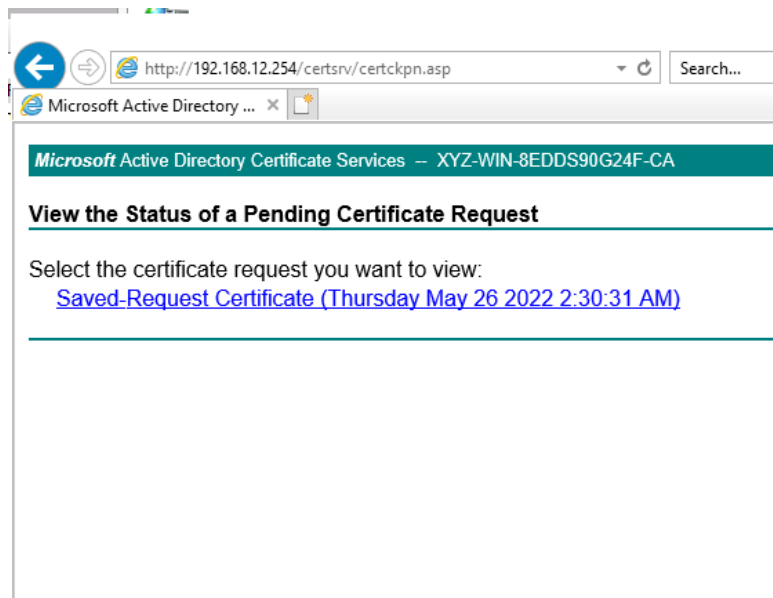 http://192.168.12.254/certsrv/certckpn.asp
Search...
Microsoft Active Directory ...
Microsoft Active Directory Certificate Services -- XYZ-WIN-8EDDS90G24F-CA
View the Status of a Pending Certificate Request
Select the certificate request you want to view:
Saved-Request Certificate (Thursday May 26 2022 2:30:31 AM)